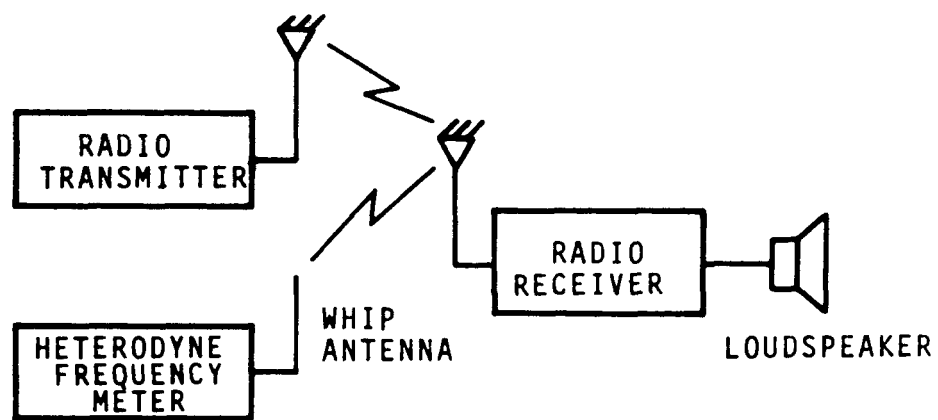 RADIO
TRANSMITTER
RADIO
RECEIVER
WHIP
ANTENNA
LOUDSPEAKER
HETERODYNE
FREQUENCY
METER